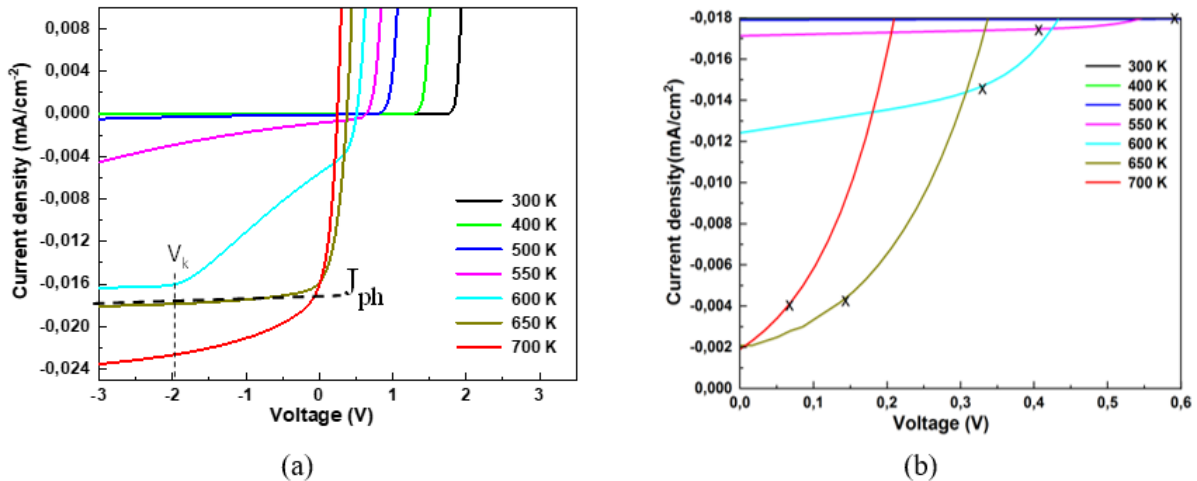 0,008
0,004
0,000
-0,004
-0,008
-0,012
-0,016
-0,020
-0,024
Current density (mA/cm-2)
-3 -2 -1 0 1 2 3
Voltage (V)
Vk
Jph
300 K
400 K
500 K
550 K
600 K
650 K
700 K
(a)
-0,018
-0,016
-0,014
-0,012
-0,010
-0,008
-0,006
-0,004
-0,002
0,000
Current density(mA/cm2)
0,0 0,1 0,2 0,3 0,4 0,5 0,6
Voltage (V)
300 K
400 K
500 K
550 K
600 K
650 K
700 K
(b)